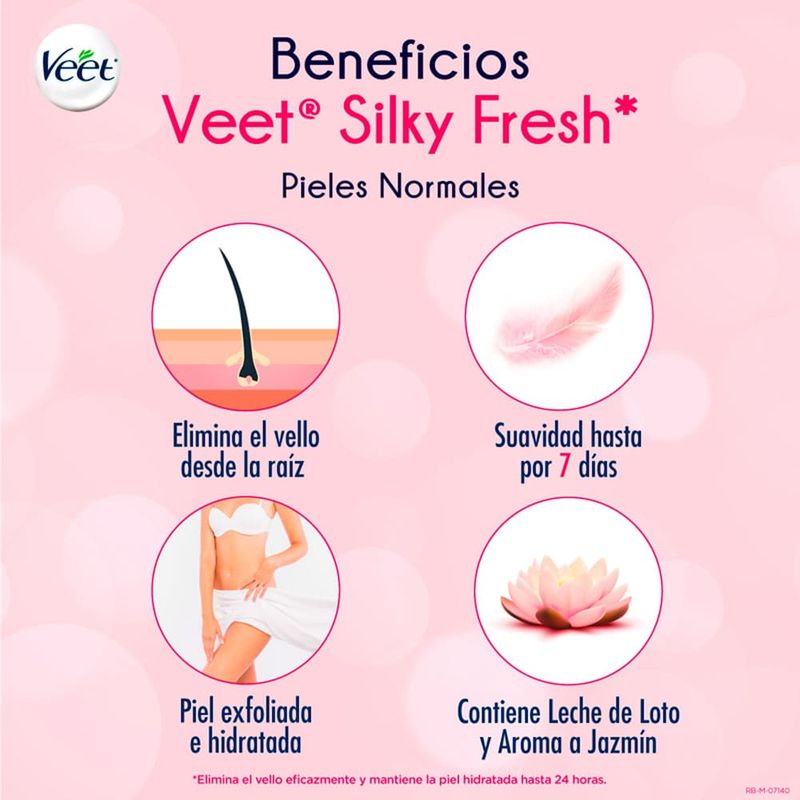 Veet
Beneficios
Veet® Silky Fresh*
Pieles Normales
Elimina el vello
desde la raíz
Suavidad hasta
por 7 días
Piel exfoliada
e hidratada
Contiene Leche de Loto
y Aroma a Jazmín
*Elimina el vello eficazmente y mantiene la piel hidratada hasta 24 horas.
RB-M-07140